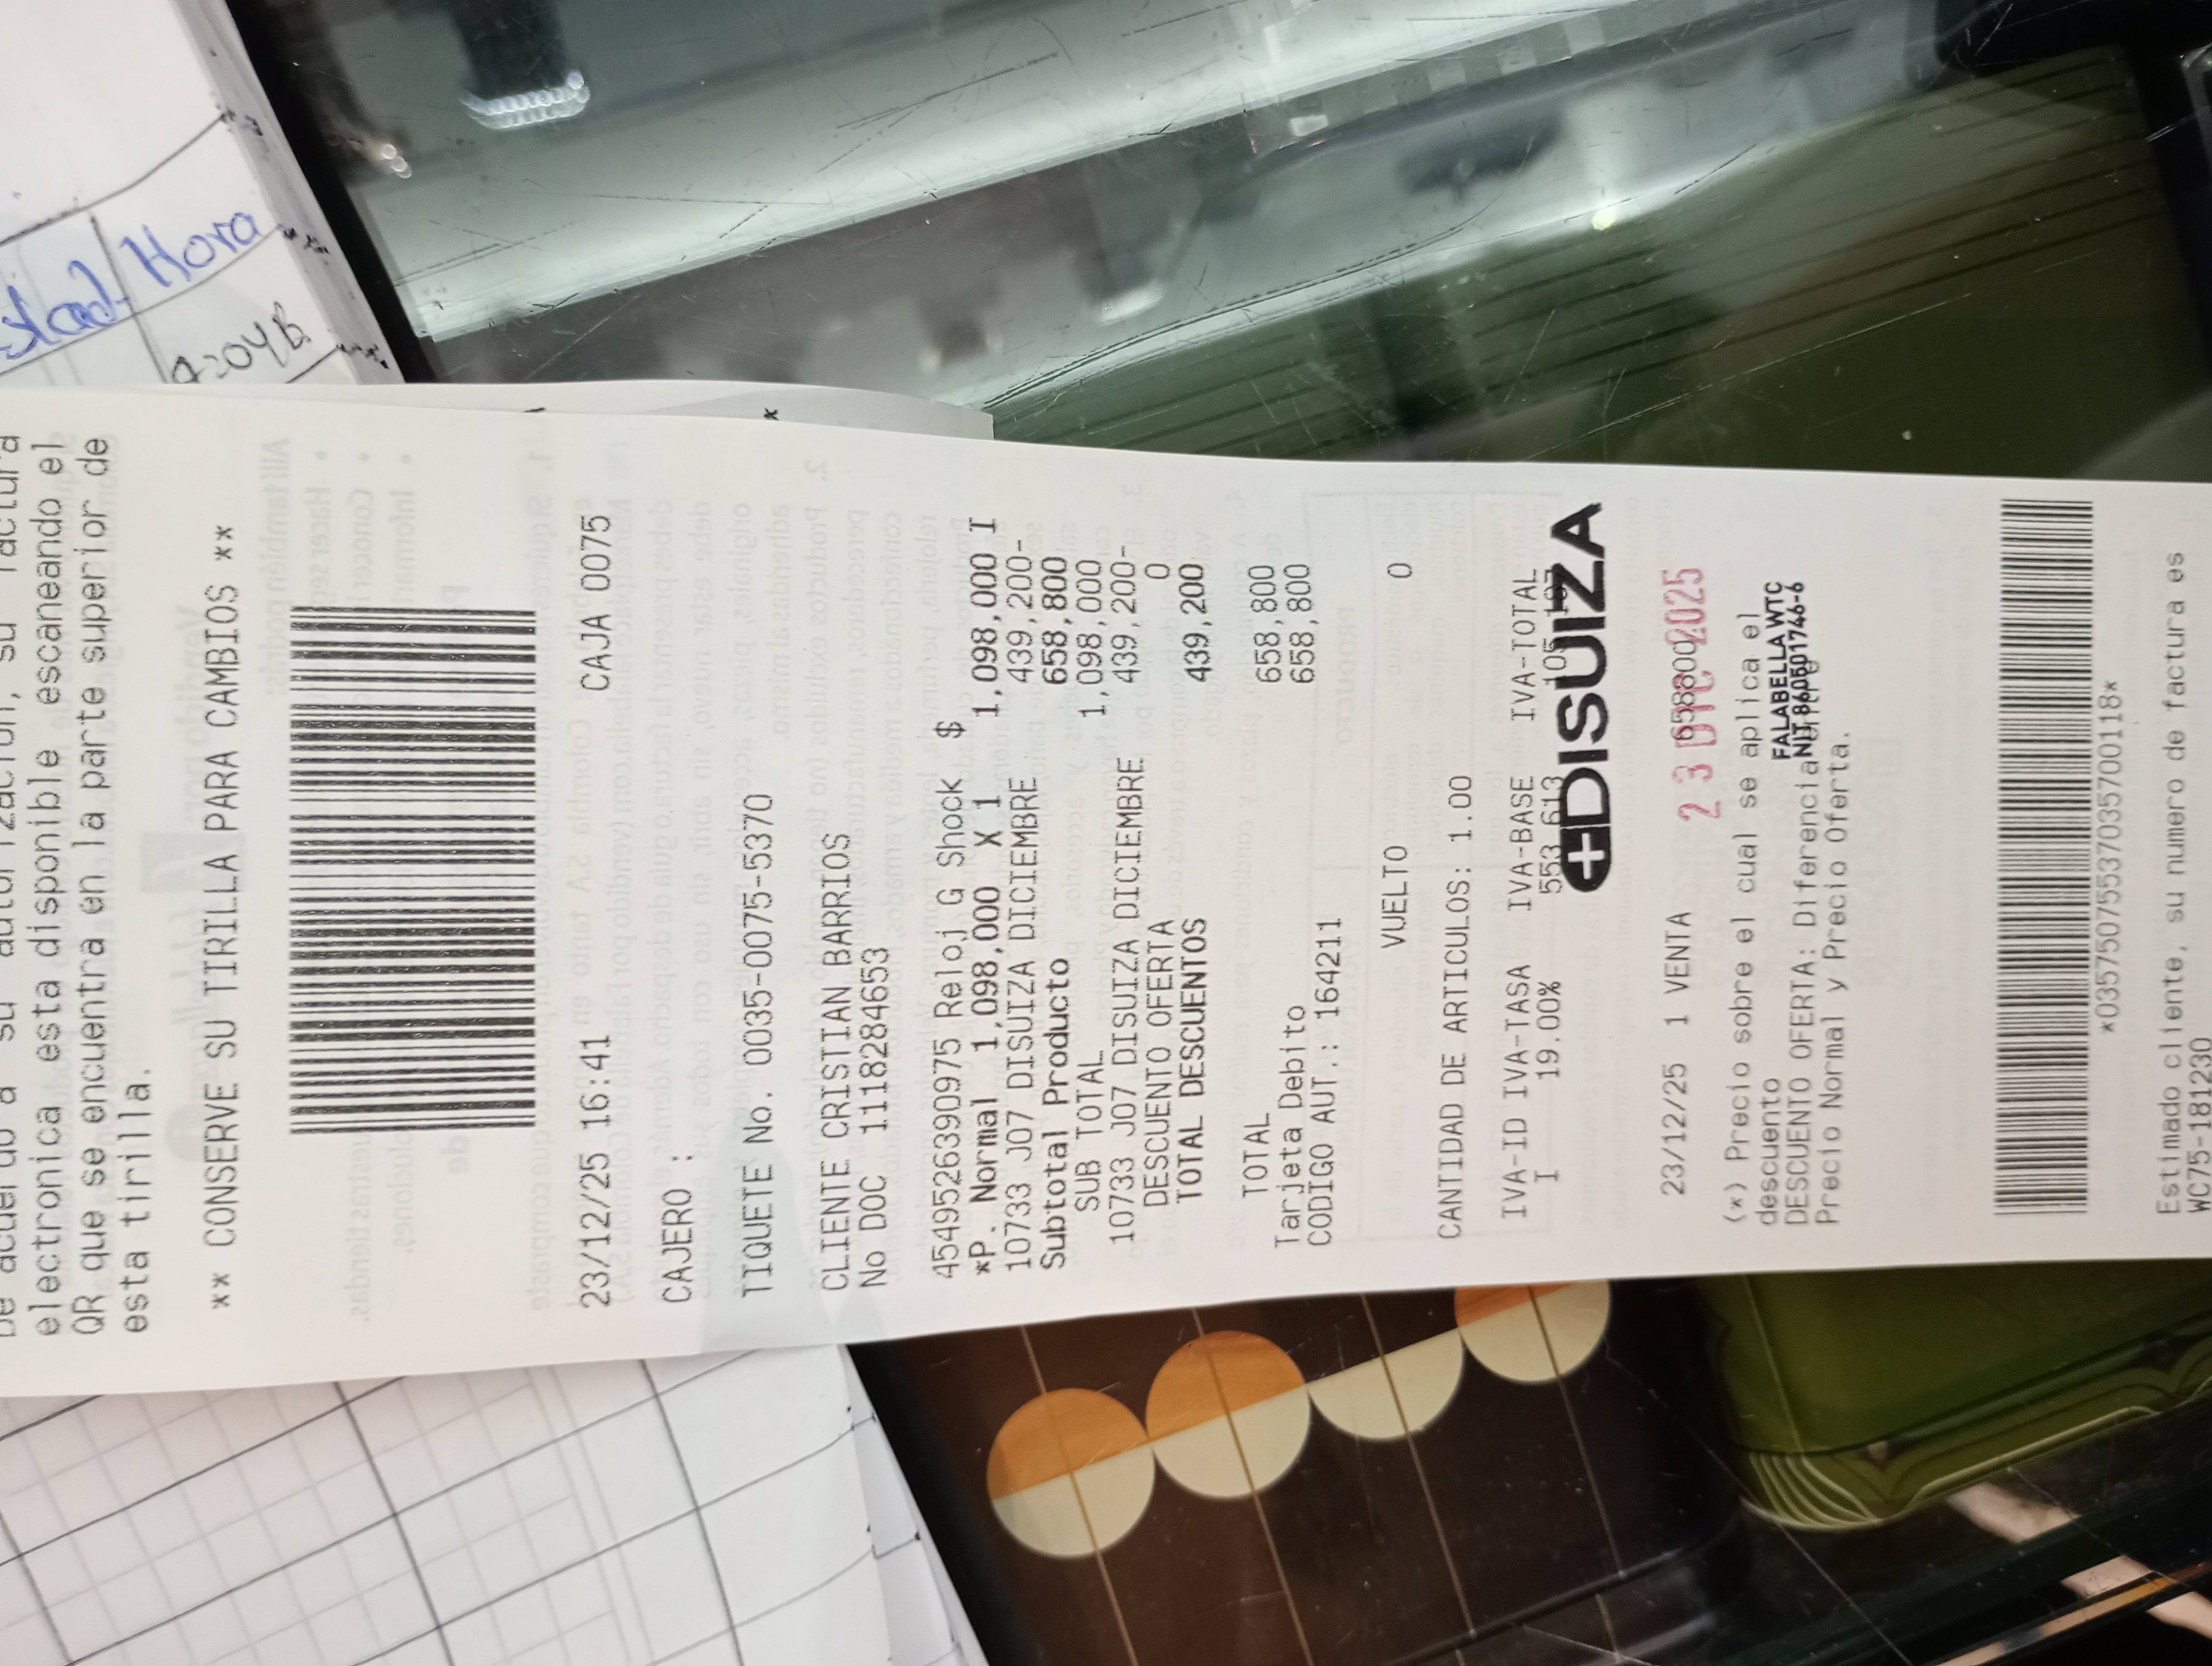 electronica esta disponible escaneando el
QR que se encuentra en la parte superior de
esta tirilla.
** CONSERVE SU TIRILLA PARA CAMBIOS **
23/12/25 16:41 CAJA 0075
CAJERO :
TIQUETE No. 0035-0075-5370
CLIENTE CRISTIAN BARRIOS
No DOC 1118284653
4549526390975 Reloj G Shock $
*P. Normal 1,098,000 X 1 1,098,000 I
10733 J07 DISUIZA DICIEMBRE 439,200-
Subtotal Producto 658,800
SUB TOTAL 1,098,000
10733 J07 DISUIZA DICIEMBRE 439,200-
DESCUENTO OFERTA 0
TOTAL DESCUENTOS 439,200
TOTAL 658,800
Tarjeta Debito 658,800
CODIGO AUT.: 164211
VUELTO 0
CANTIDAD DE ARTICULOS: 1.00
IVA-ID IVA-TASA IVA-BASE IVA-TOTAL
I 19.00% 553,613
DISUIZA
23/12/25 1 VENTA
23 DIC 2025
(*) Precio sobre el cual se aplica el
descuento
FALABELLA WTC
NIT 860501746-6
DESCUENTO OFERTA: Diferencia
Precio Normal y Precio Oferta.
*03575075537035700118*
Estimado cliente, su numero de factura es
WC75-181230
Hora